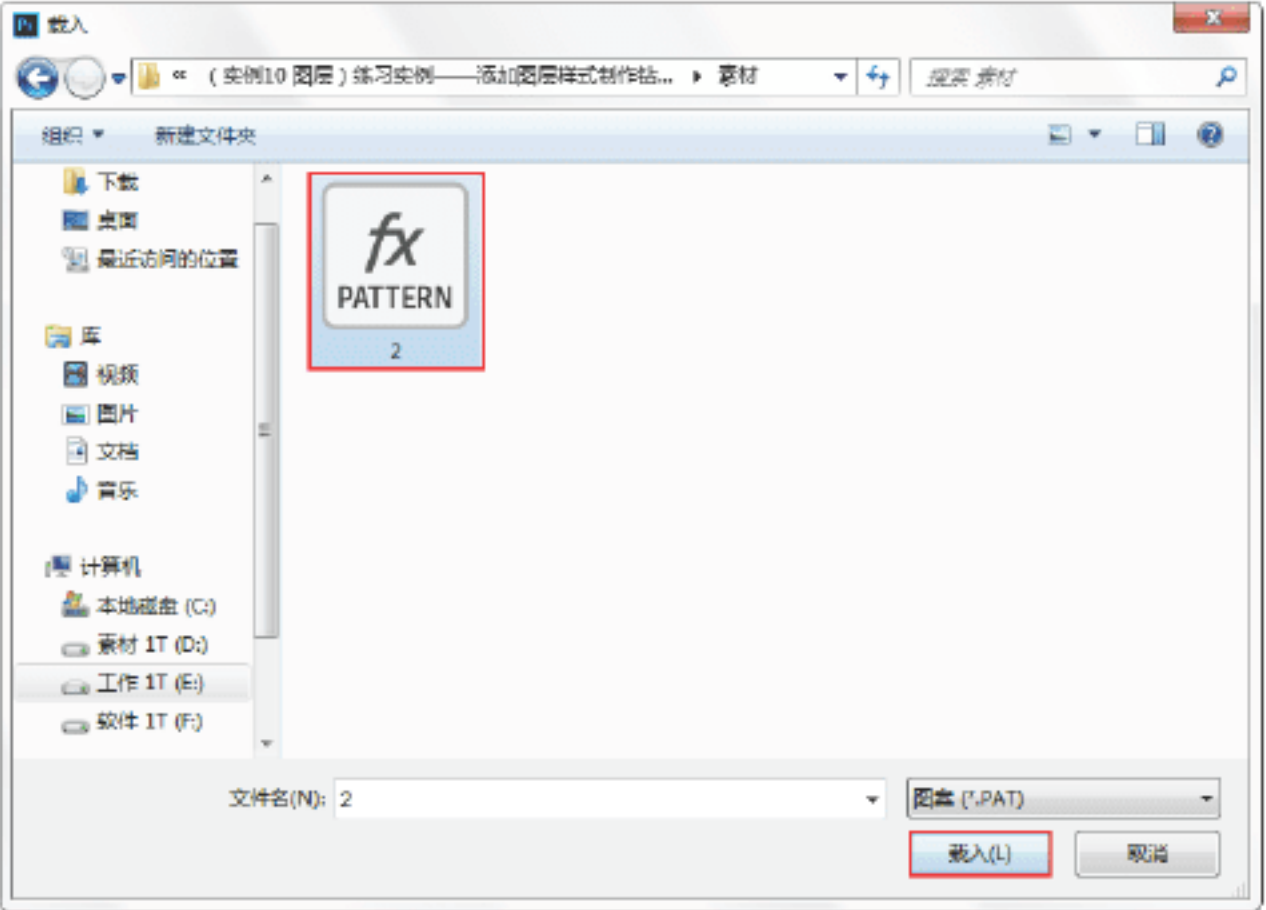 Ps 载入
« (实例10 图层)练习实例——添加图层样式制作钻... 素材 搜索 素材
组织 新建文件夹
下载
桌面
最近访问的位置
库
视频
图片
文档
音乐
计算机
本地磁盘 (C:)
素材 1T (D:)
工作 1T (E:)
软件 1T (F:)
fx
PATTERN
2
文件名(N): 2 图案 (*.PAT)
载入(L) 取消